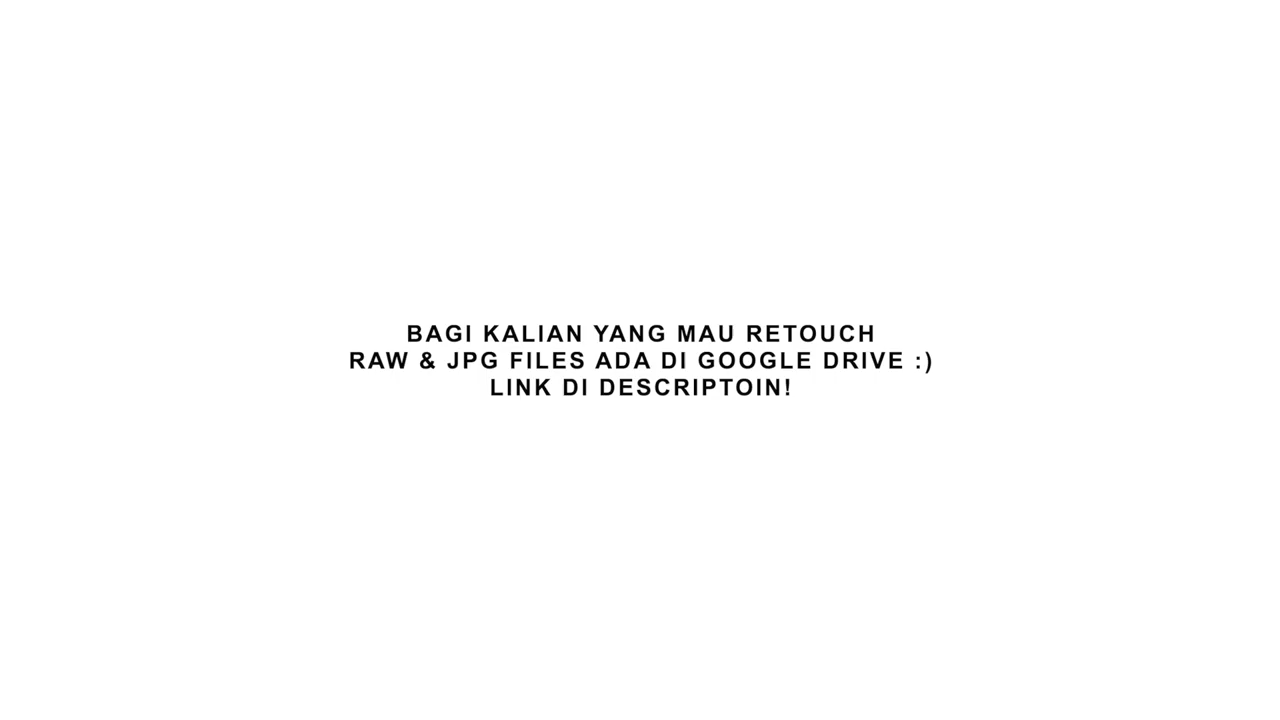 BAGI KALIAN YANG MAU RETOUCH
RAW & JPG FILES ADA DI GOOGLE DRIVE :)
LINK DI DESCRIPTOIN!